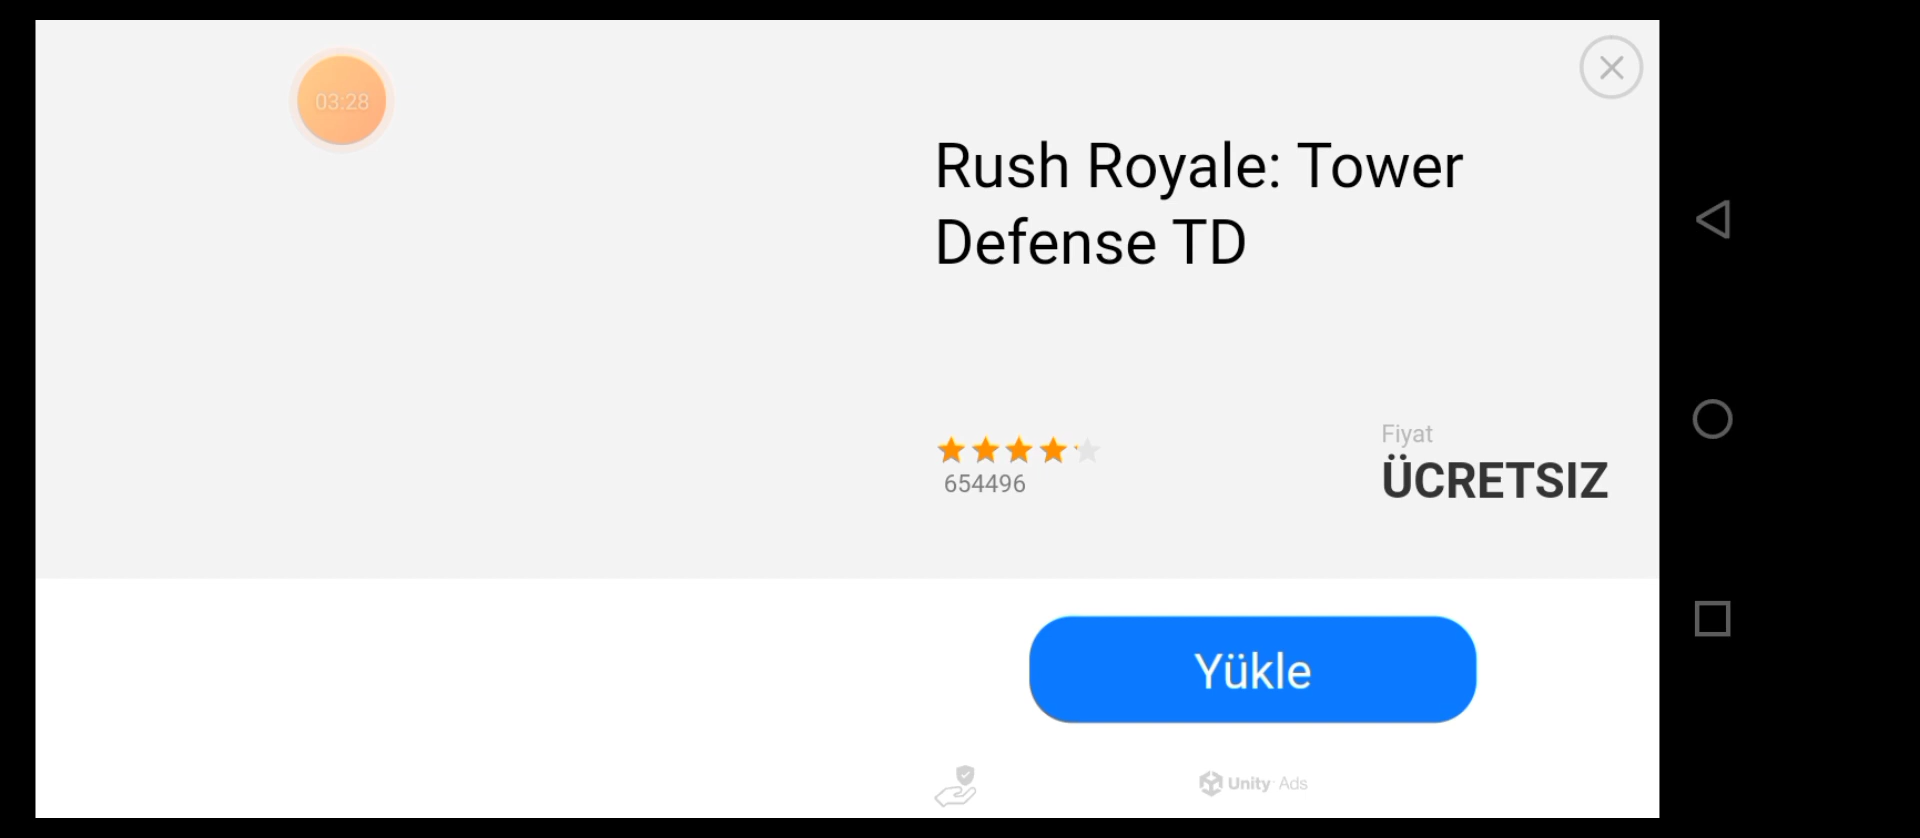 03:28
Rush Royale: Tower
Defense TD
654496
Fiyat
ÜCRETSIZ
Yükle
Unity Ads